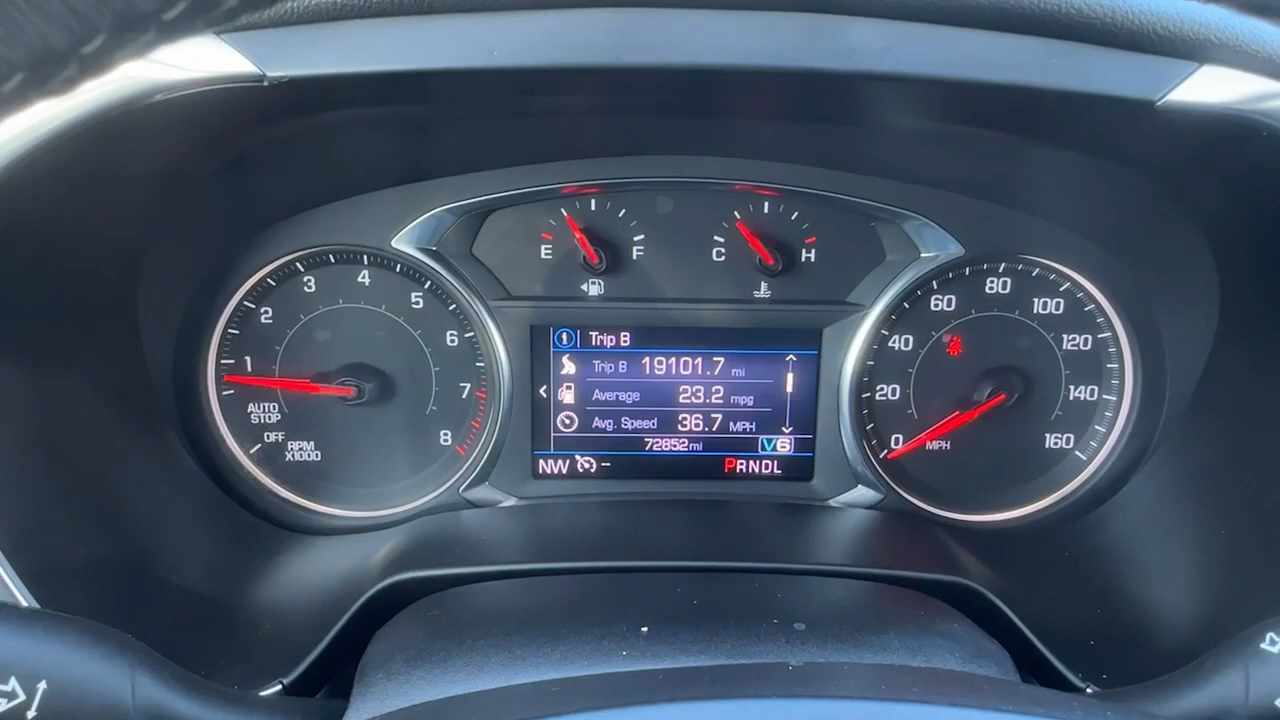 E F
C H
1
2
3
4
5
6
7
8
AUTO
STOP
OFF
RPM
X1000
Trip B
Trip B 19101.7 mi
Average 23.2 mpg
Avg. Speed 36.7 MPH
72852 mi V6
NW -- PRNDL
0
20
40
60
80
100
120
140
160
MPH